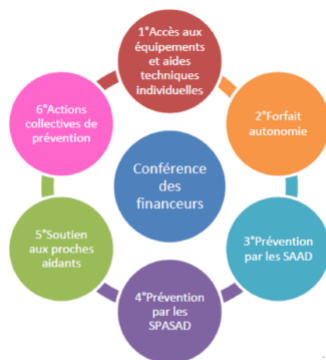 1°Accès aux
équipements
et aides
techniques
individuelles
2°Forfait
autonomie
3°Prévention
par les SAAD
4°Prévention
par les
SPASAD
5°Soutien
aux proches
aidants
6°Actions
collectives de
prévention
Conférence
des
financeurs